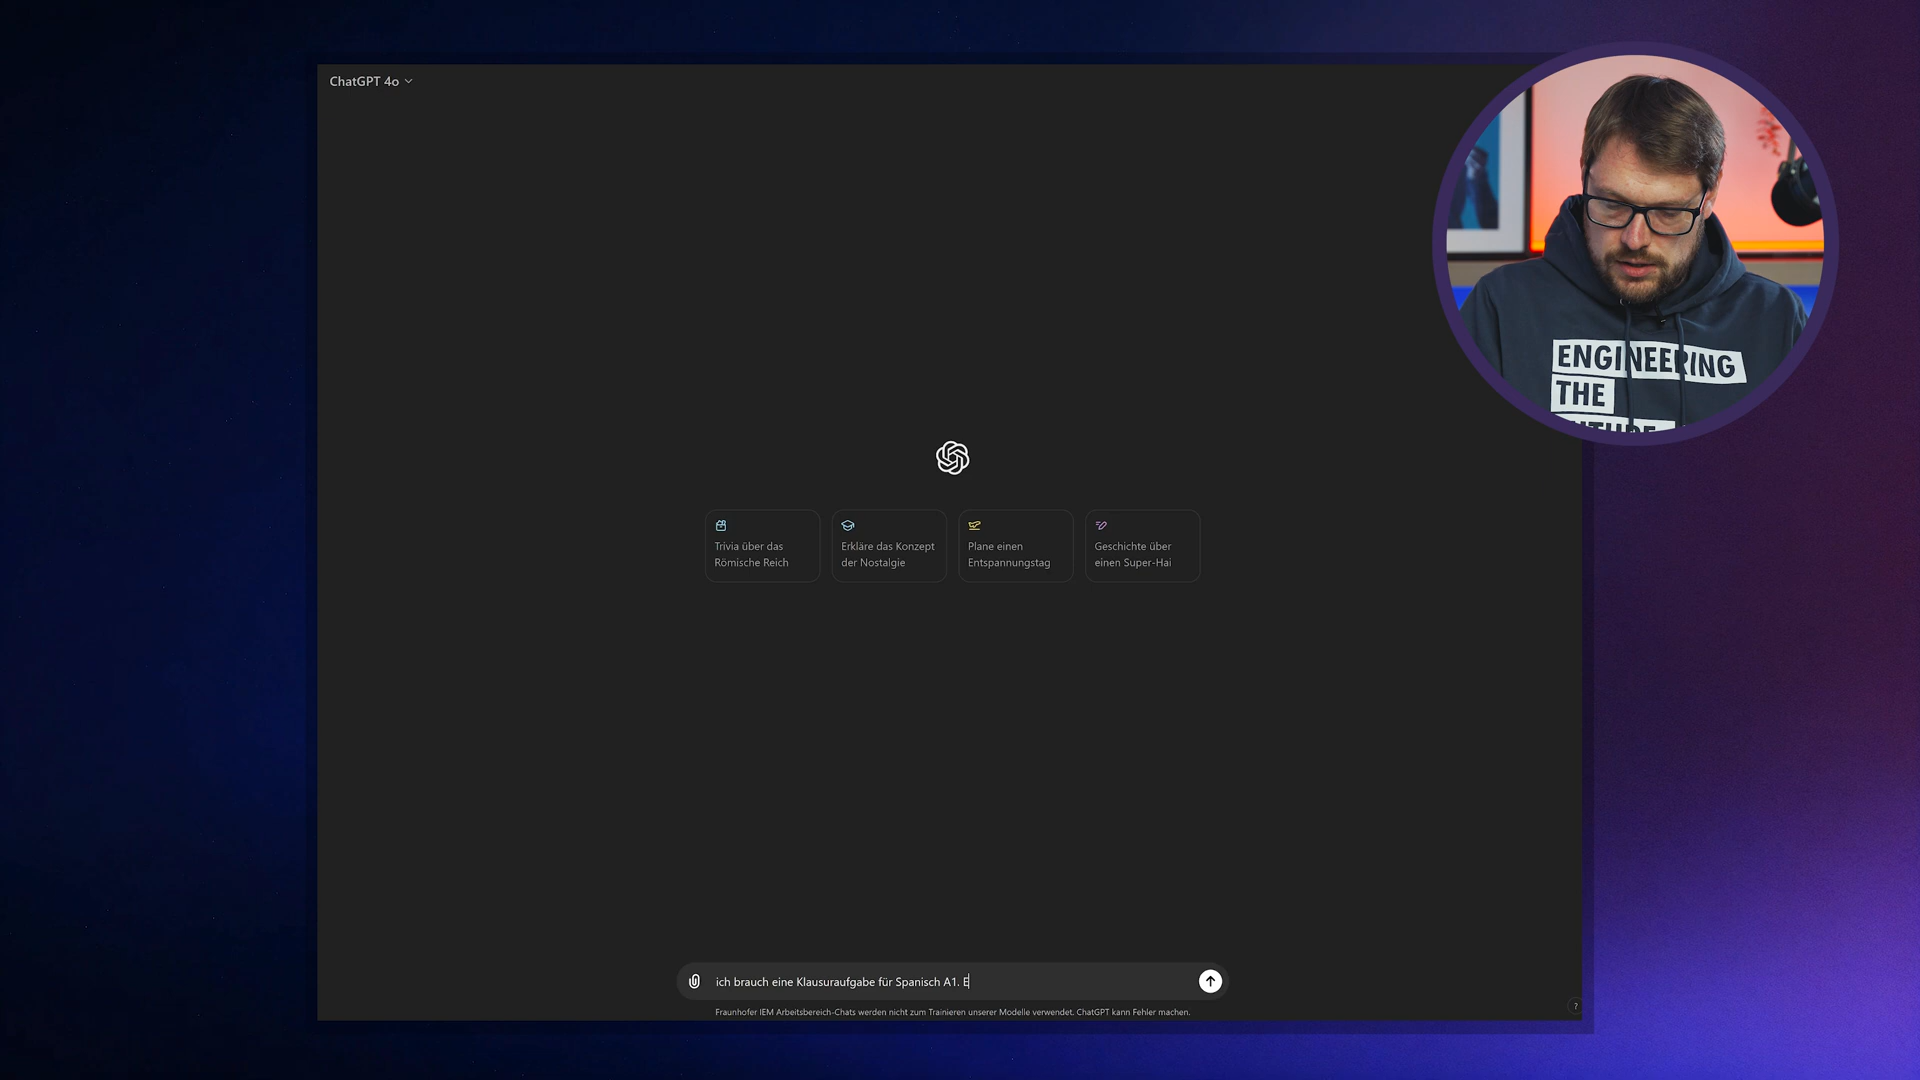 ChatGPT 4o
ENGINEERING
THE
Trivia über das
Römische Reich
Erkläre das Konzept
der Nostalgie
Plane einen
Entspannungstag
Geschichte über
einen Super-Hai
ich brauch eine Klausuraufgabe für Spanisch A1. E
Fraunhofer IEM Arbeitsbereich-Chats werden nicht zum Trainieren unserer Modelle verwendet. ChatGPT kann Fehler machen.
?